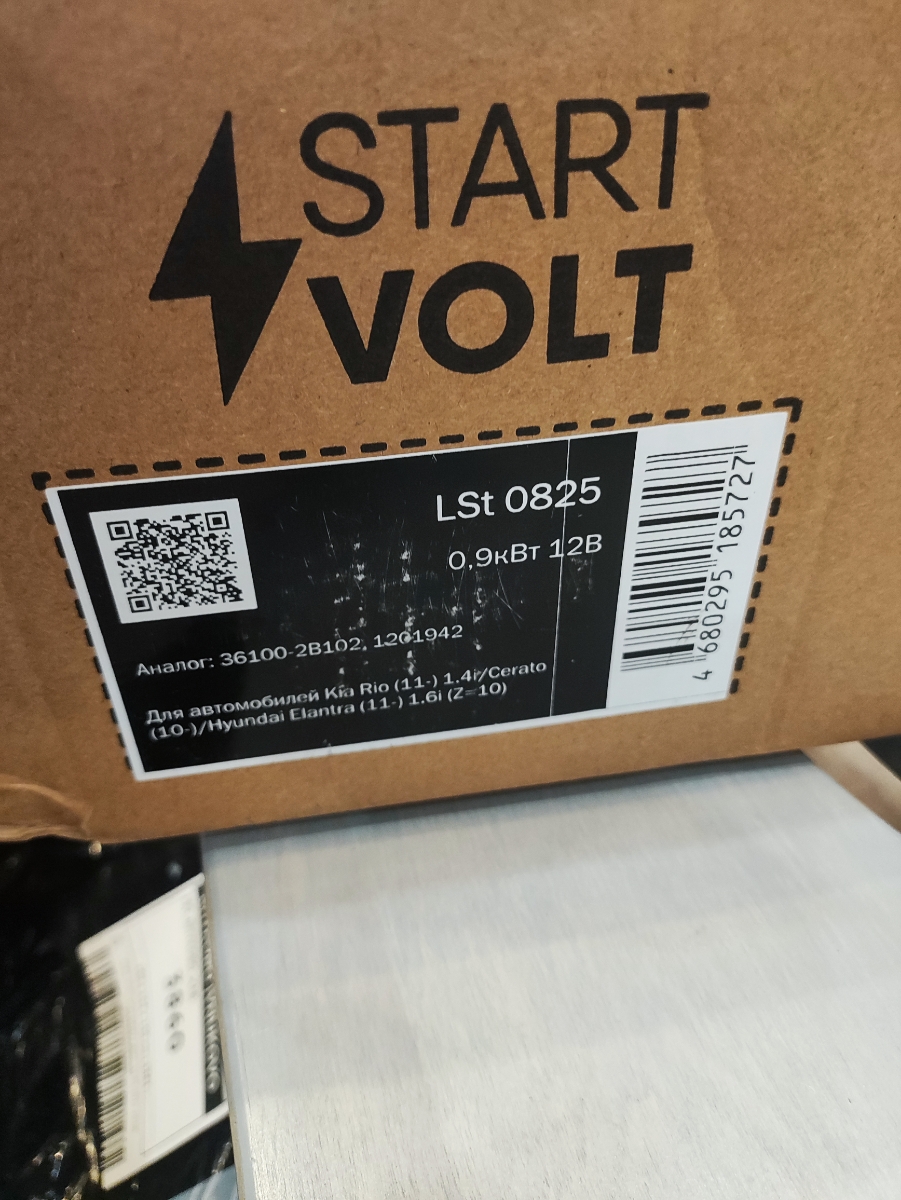 START
VOLT
LSt 0825
0,9кВт 12В
Аналог: 36100-2B102, 1201942
Для автомобилей Kia Rio (11-) 1.4i/Cerato
(10-)/Hyundai Elantra (11-) 1.6i (Z=10)
4 680295 185727